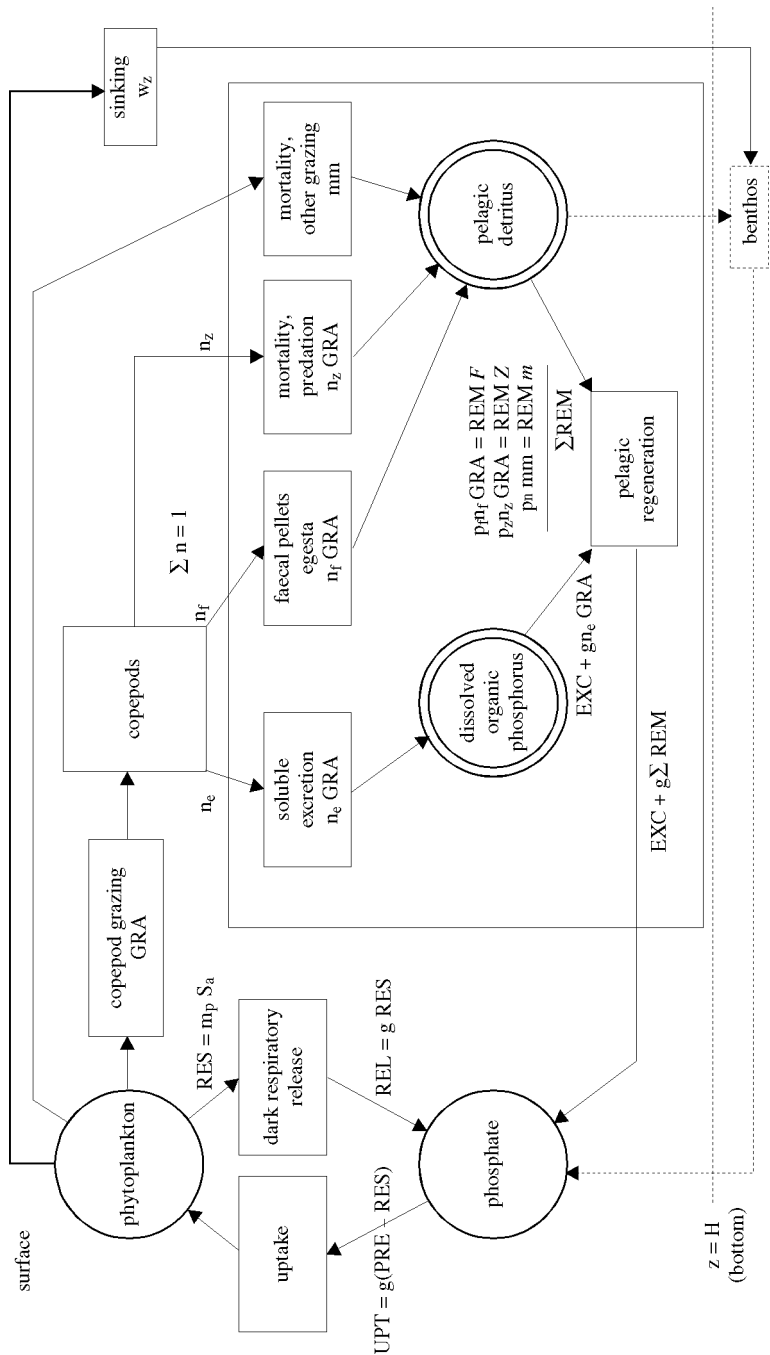 surface
phytoplankton
copepod grazing
GRA
copepods
sinking
w_z
Σ n = 1
n_e
n_f
n_z
RES = m_p S_a
uptake
dark respiratory
release
soluble
excretion
n_e GRA
faecal pellets
egesta
n_f GRA
mortality,
predation
n_z GRA
mortality,
other grazing
mm
UPT = g(PRE – RES)
REL = g RES
phosphate
dissolved
organic
phosphorus
pelagic
detritus
p_f n_f GRA = REM F
p_z n_z GRA = REM Z
p_n mm = REM m
ΣREM
EXC + gn_e GRA
pelagic
regeneration
EXC + gΣ REM
z = H
(bottom)
benthos